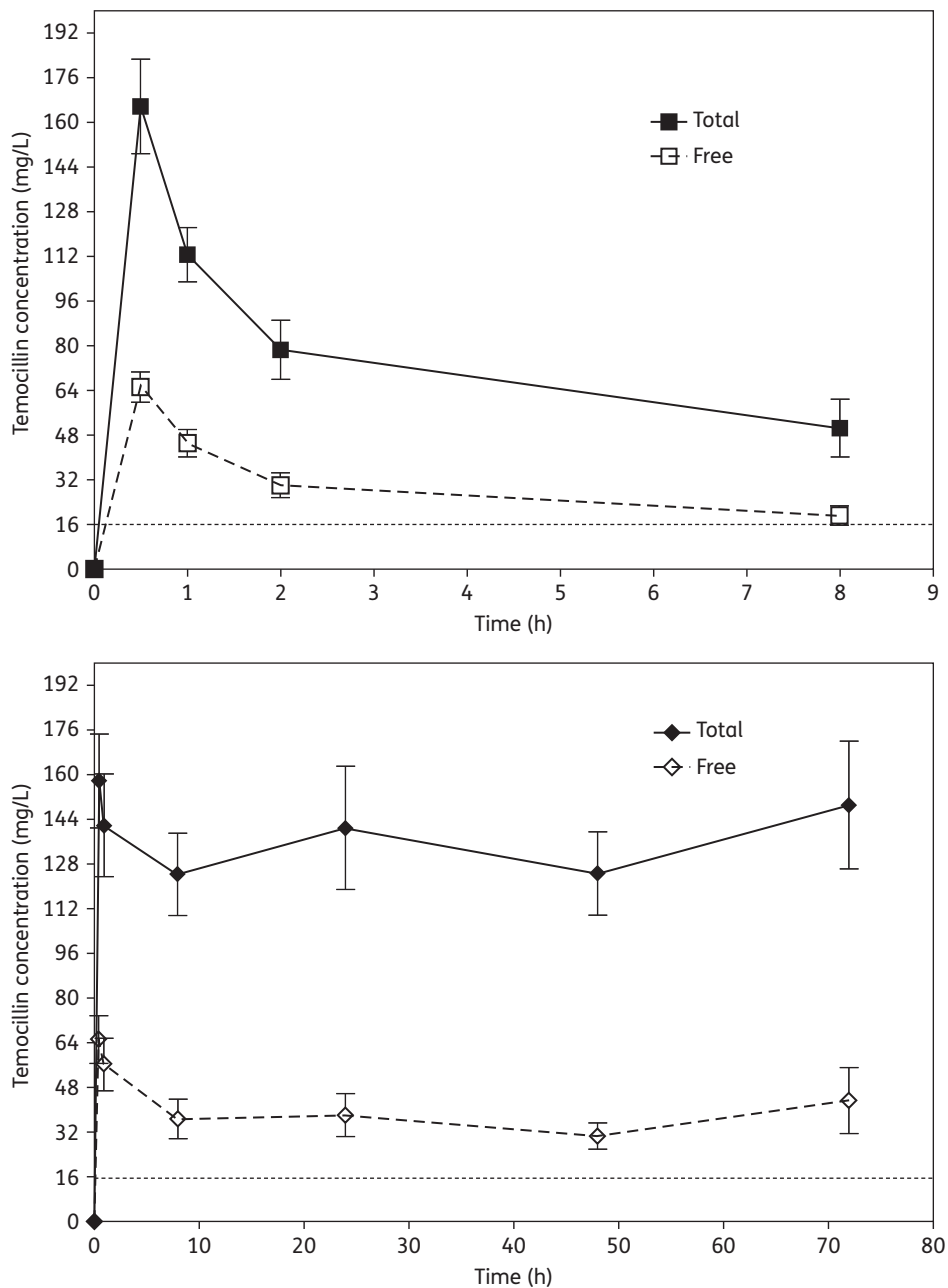 192
176
160
144
128
112
96
80
64
48
32
16
0
Temocillin concentration (mg/L)
Total
Free
0 1 2 3 4 5 6 7 8 9
Time (h)
192
176
160
144
128
112
96
80
64
48
32
16
0
Temocillin concentration (mg/L)
Total
Free
0 10 20 30 40 50 60 70 80
Time (h)